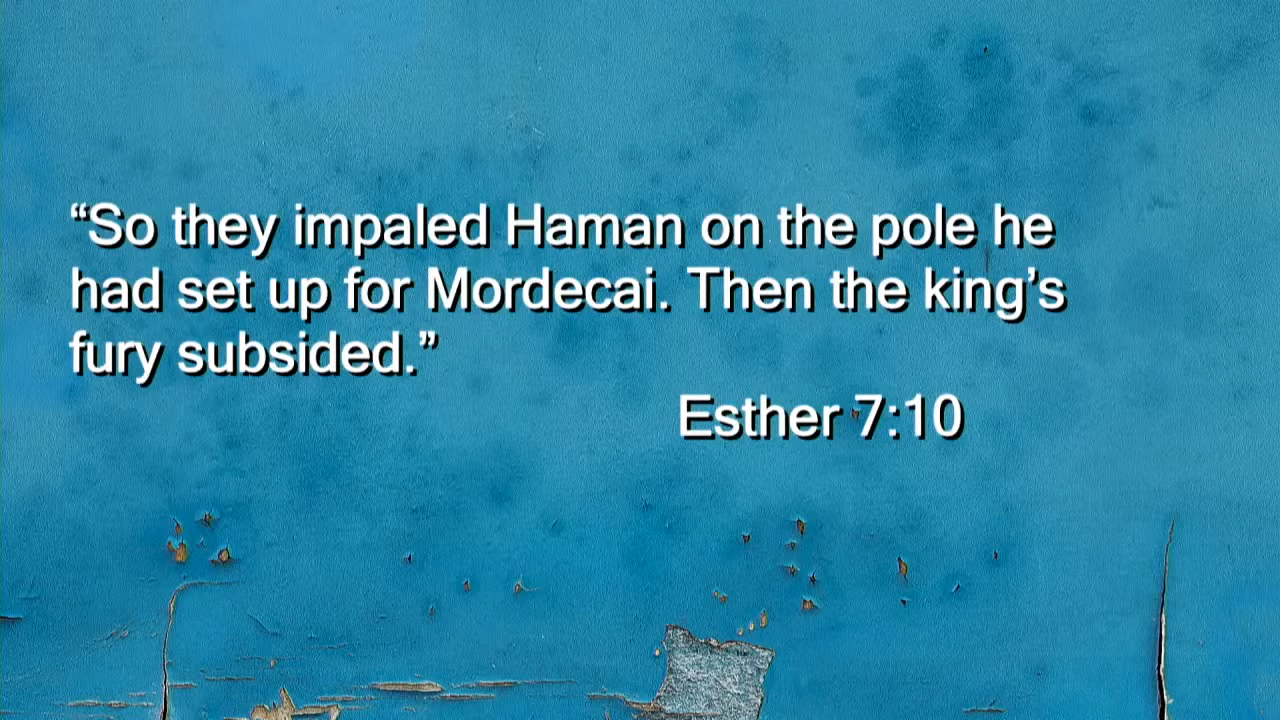 “So they impaled Haman on the pole he
had set up for Mordecai. Then the king’s
fury subsided.”
Esther 7:10